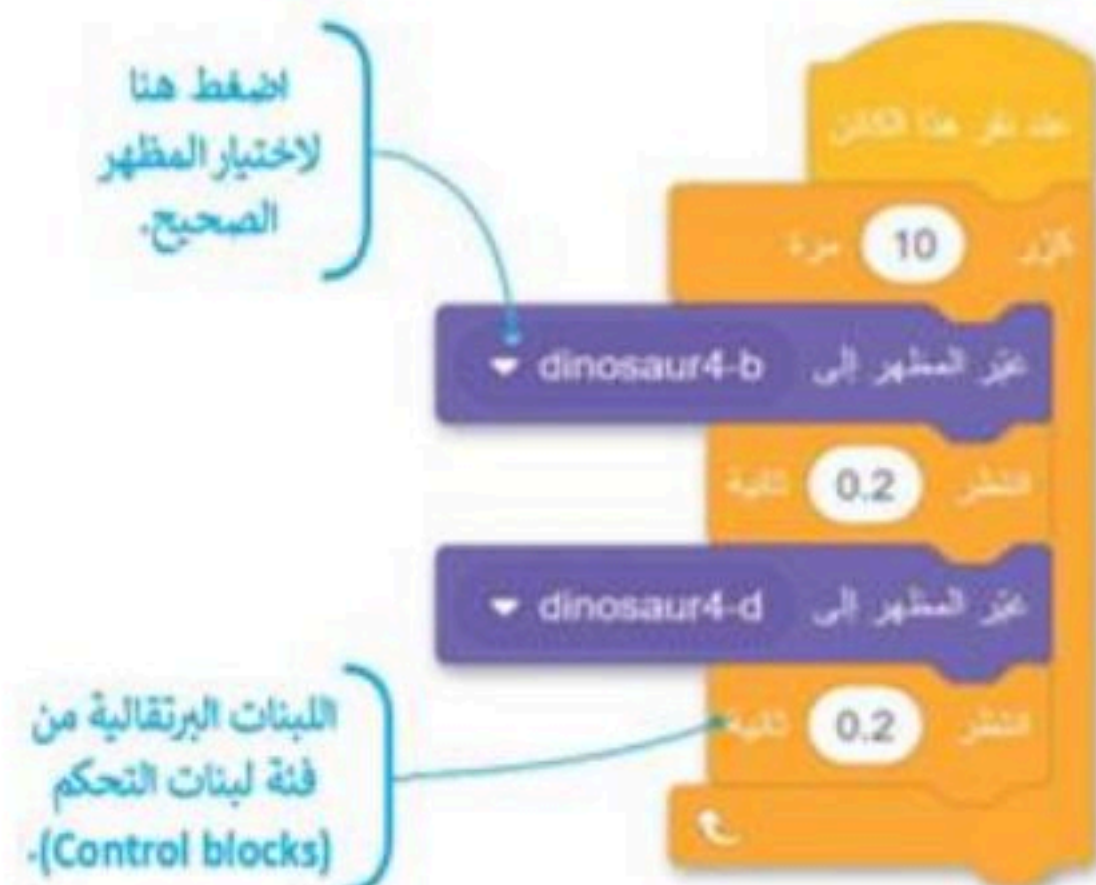 اضغط هنا
لاختيار المظهر
الصحيح.
عند نقر هذا الكائن
كرّر 10 مرة
غيّر المظهر إلى dinosaur4-b
انتظر 0.2 ثانية
غيّر المظهر إلى dinosaur4-d
انتظر 0.2 ثانية
اللبنات البرتقالية من
فئة لبنات التحكم
(Control blocks).